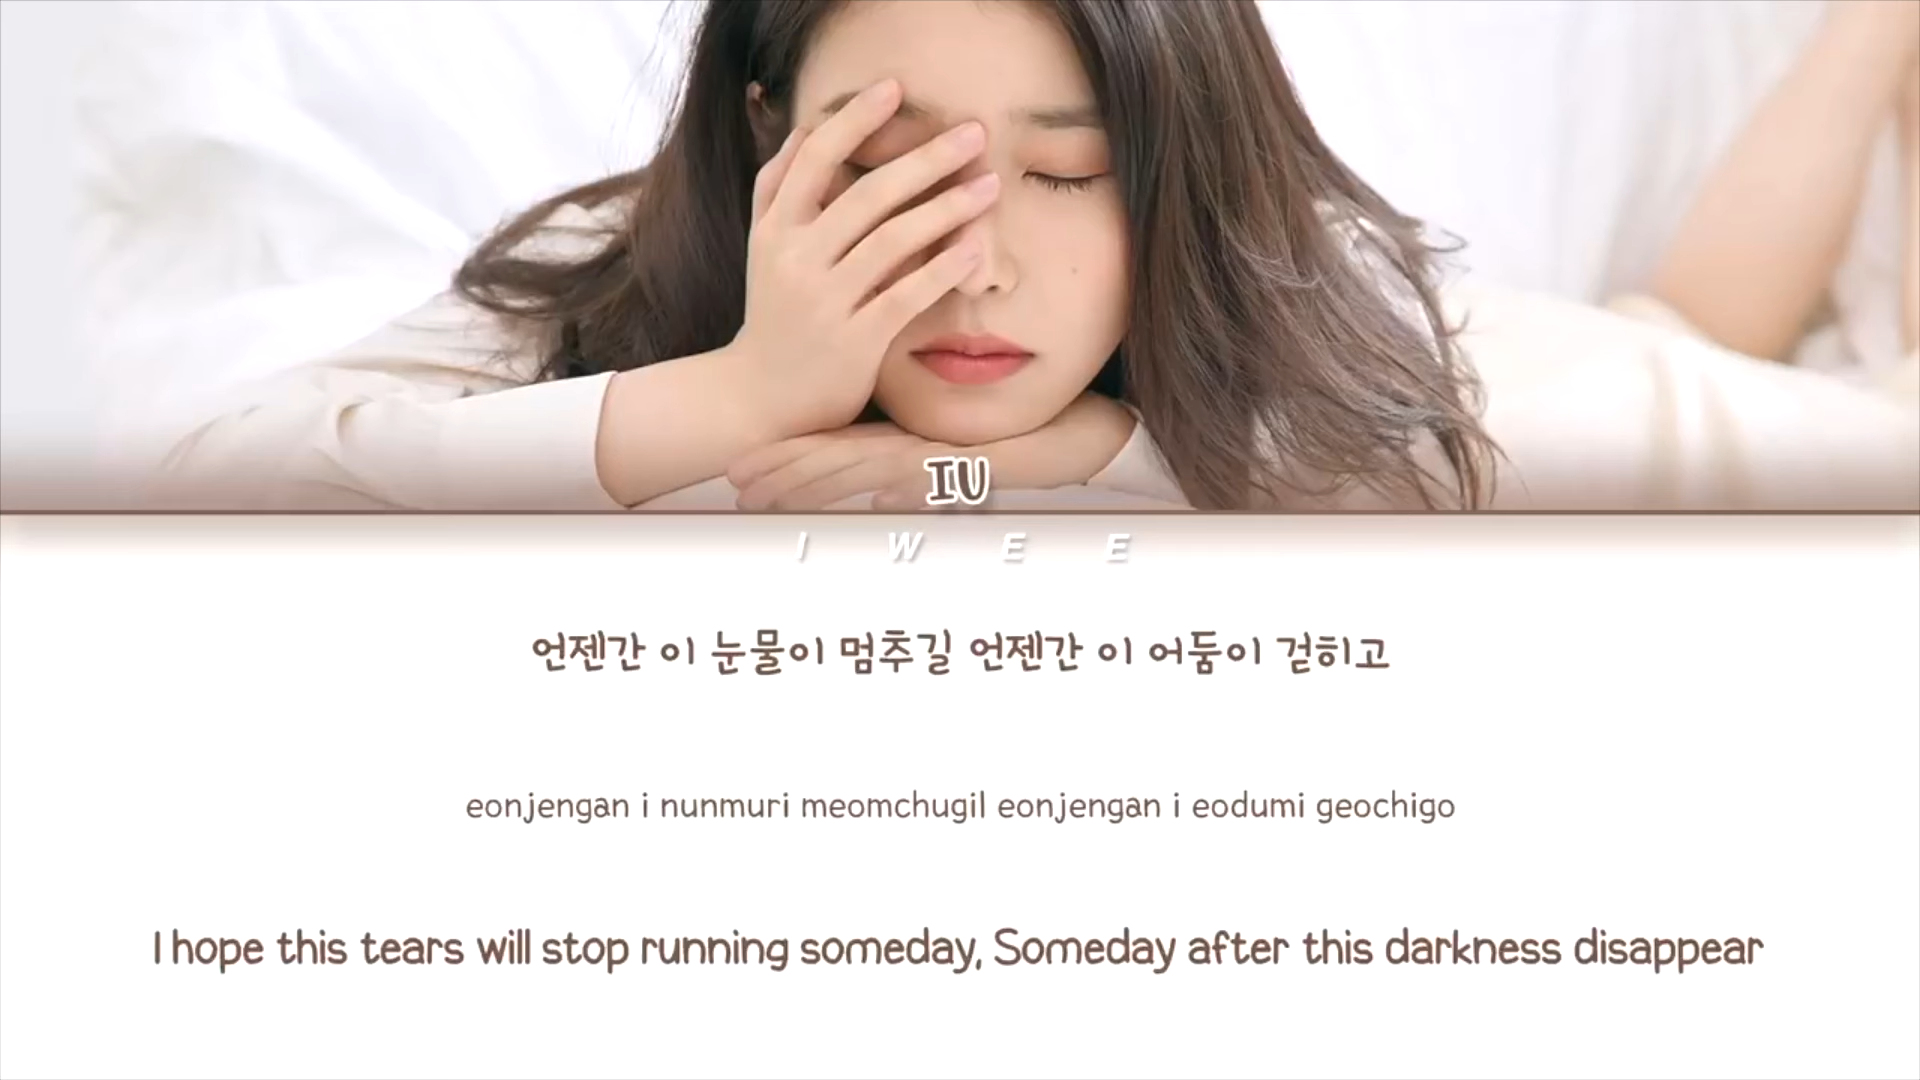 IU
I W E E
언젠간 이 눈물이 멈추길 언젠간 이 어둠이 걷히고
eonjengan i nunmuri meomchugil eonjengan i eodumi geochigo
I hope this tears will stop running someday, Someday after this darkness disappear